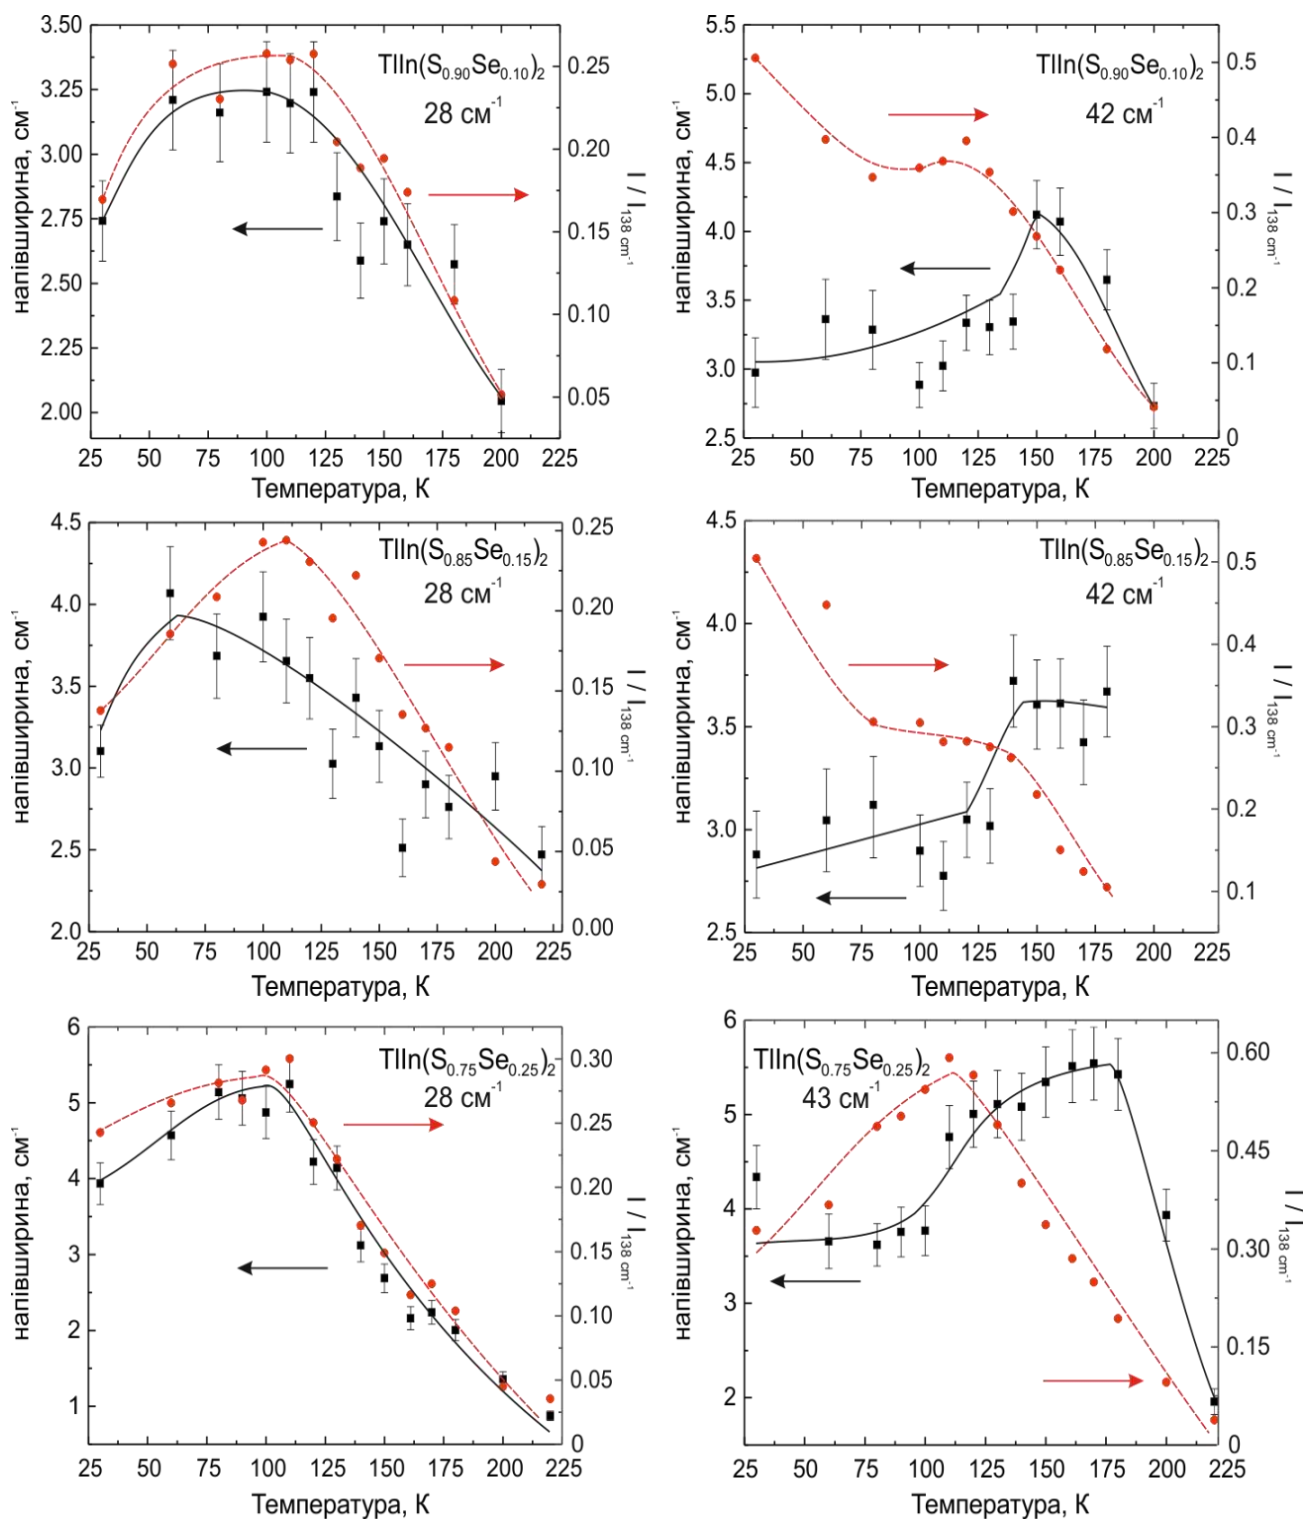 3.50
3.25
3.00
2.75
2.50
2.25
2.00
напівширина, см⁻¹
TlIn(S₀.₉₀Se₀.₁₀)₂
28 см⁻¹
0.25
0.20
0.15
0.10
0.05
I / I₁₃₈ cm⁻¹
25 50 75 100 125 150 175 200 225
Температура, К
5.5
5.0
4.5
4.0
3.5
3.0
2.5
напівширина, см⁻¹
TlIn(S₀.₉₀Se₀.₁₀)₂
42 см⁻¹
0.5
0.4
0.3
0.2
0.1
0
I / I₁₃₈ cm⁻¹
25 50 75 100 125 150 175 200 225
Температура, К
4.5
4.0
3.5
3.0
2.5
2.0
напівширина, см⁻¹
TlIn(S₀.₈₅Se₀.₁₅)₂
28 см⁻¹
0.25
0.20
0.15
0.10
0.05
0.00
I / I₁₃₈ cm⁻¹
25 50 75 100 125 150 175 200 225
Температура, К
4.5
4.0
3.5
3.0
2.5
напівширина, см⁻¹
TlIn(S₀.₈₅Se₀.₁₅)₂
42 см⁻¹
0.5
0.4
0.3
0.2
0.1
I / I₁₃₈ cm⁻¹
25 50 75 100 125 150 175 200 225
Температура, К
6
5
4
3
2
1
напівширина, см⁻¹
TlIn(S₀.₇₅Se₀.₂₅)₂
28 см⁻¹
0.30
0.25
0.20
0.15
0.10
0.05
0
I / I₁₃₈ cm⁻¹
25 50 75 100 125 150 175 200 225
Температура, К
6
5
4
3
2
напівширина, см⁻¹
TlIn(S₀.₇₅Se₀.₂₅)₂
43 см⁻¹
0.60
0.45
0.30
0.15
0
I / I₁₃₈ cm⁻¹
25 50 75 100 125 150 175 200 225
Температура, К